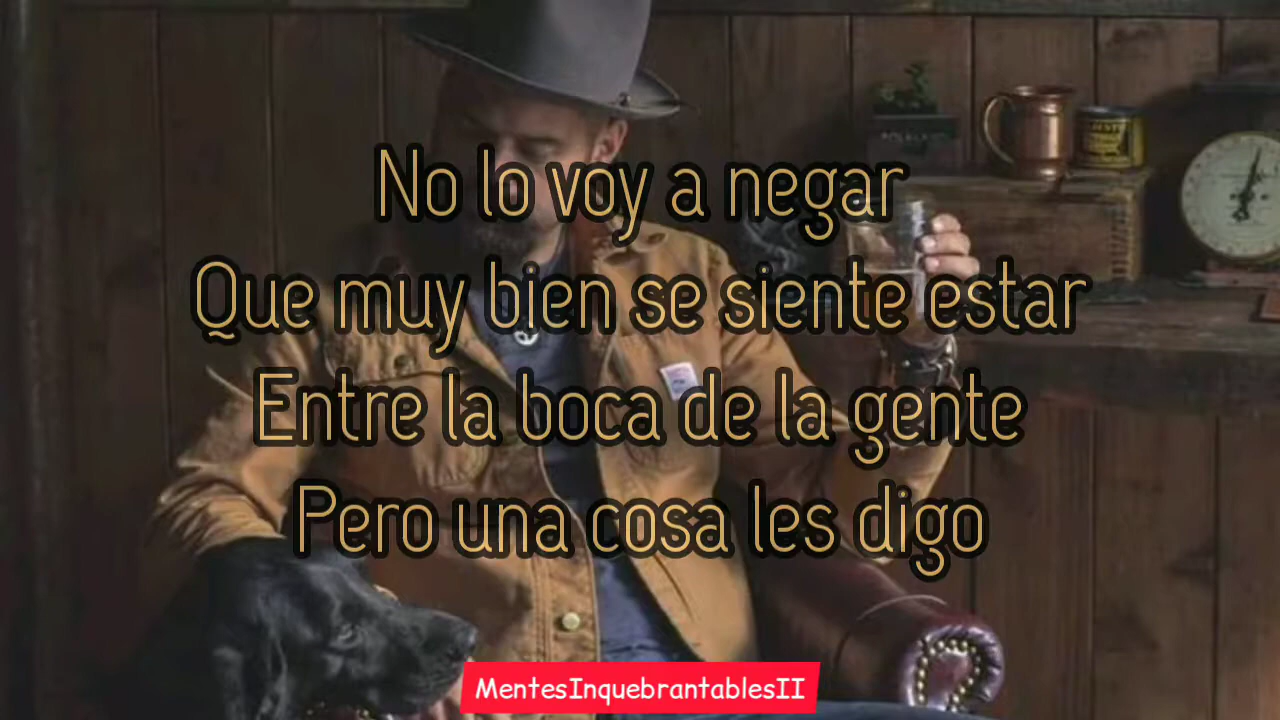 No lo voy a negar
Que muy bien se siente estar
Entre la boca de la gente
Pero una cosa les digo
MentesInquebrantablesII